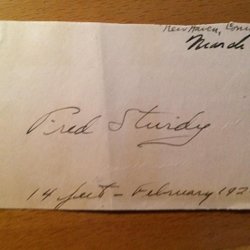 New Haven, Conn
March
Fred Sturdy
14 feet - February 192